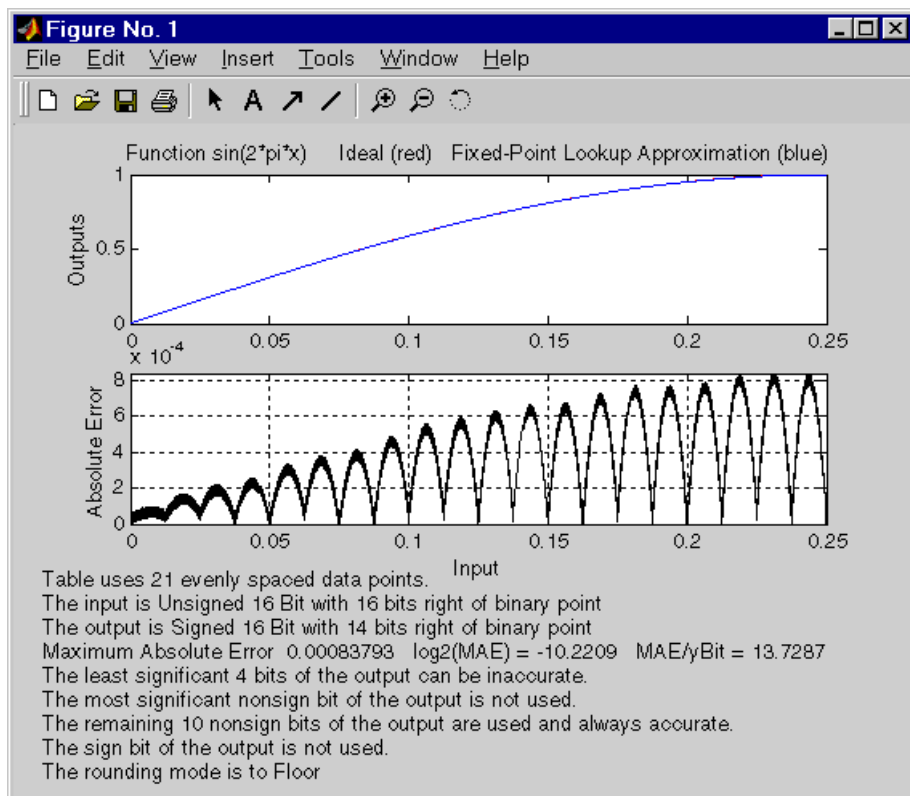 Figure No. 1
File Edit View Insert Tools Window Help
A
Function sin(2*pi*x) Ideal (red) Fixed-Point Lookup Approximation (blue)
1
0.5
0
Outputs
0 0.05 0.1 0.15 0.2 0.25
x 10-4
8
6
4
2
0
Absolute Error
0 0.05 0.1 0.15 0.2 0.25
Input
Table uses 21 evenly spaced data points.
The input is Unsigned 16 Bit with 16 bits right of binary point
The output is Signed 16 Bit with 14 bits right of binary point
Maximum Absolute Error 0.00083793 log2(MAE) = -10.2209 MAE/yBit = 13.7287
The least significant 4 bits of the output can be inaccurate.
The most significant nonsign bit of the output is not used.
The remaining 10 nonsign bits of the output are used and always accurate.
The sign bit of the output is not used.
The rounding mode is to Floor